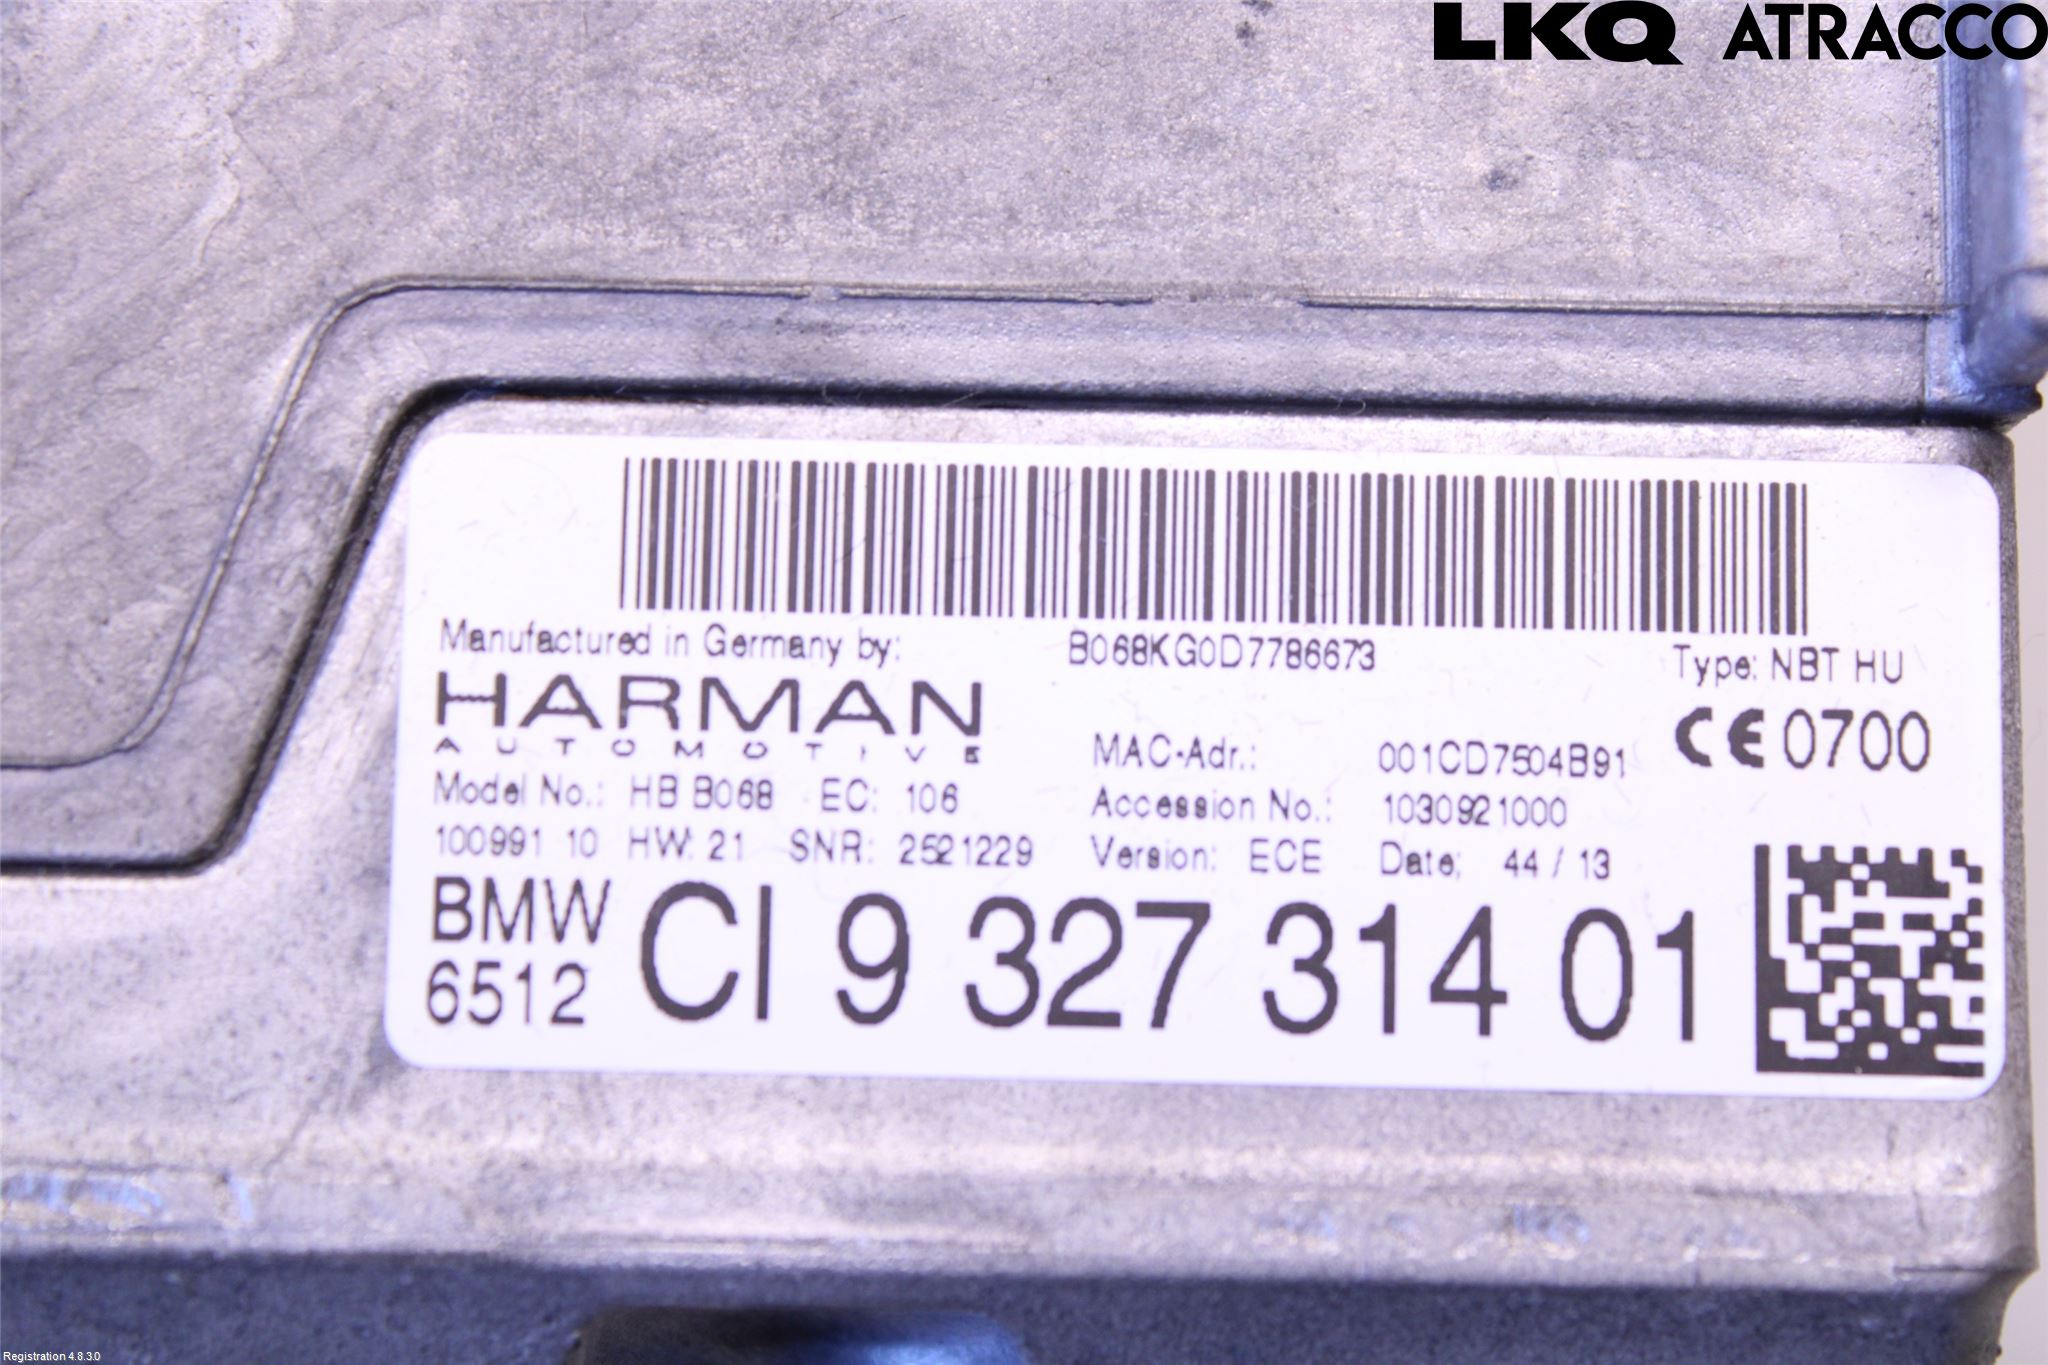 LKQ ATRACCO
Manufactured in Germany by:
B068KG0D7786673
Type: NBT HU
HARMAN
AUTOMOTIVE
MAC-Adr.: 001CD7504B91
CE 0700
Model No.: HB B068 EC: 106
Accession No.: 1030921000
100991 10 HW: 21 SNR: 2521229
Version: ECE Date: 44 / 13
BMW
6512
CI 9 327 314 01
Registration 4.8.3.0